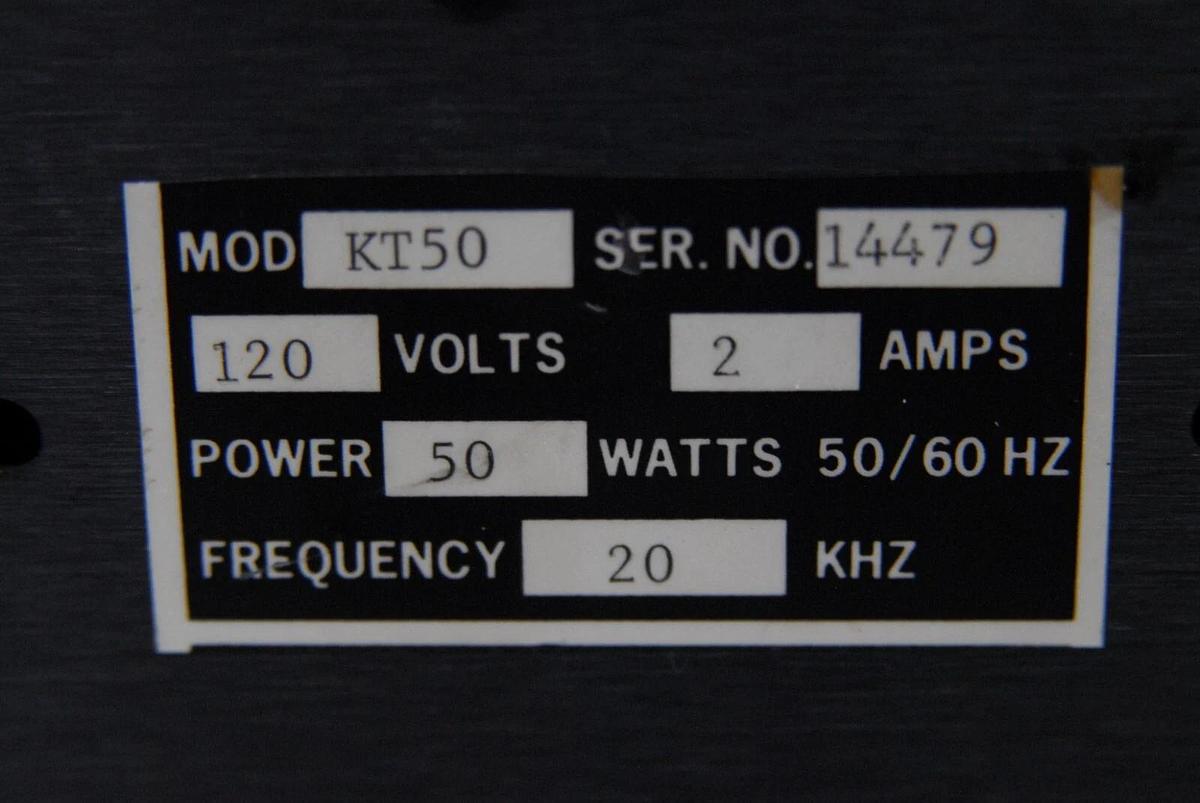 MOD KT50 SER. NO. 14479
120 VOLTS 2 AMPS
POWER 50 WATTS 50/60 HZ
FREQUENCY 20 KHZ